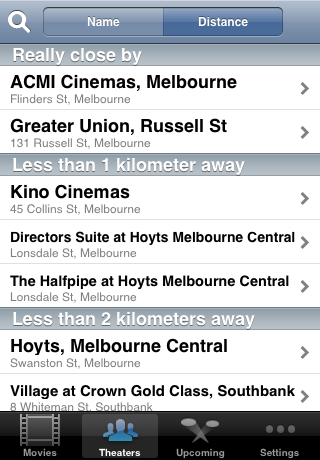 Name Distance
Really close by
ACMI Cinemas, Melbourne
Flinders St, Melbourne
Greater Union, Russell St
131 Russell St, Melbourne
Less than 1 kilometer away
Kino Cinemas
45 Collins St, Melbourne
Directors Suite at Hoyts Melbourne Central
Lonsdale St, Melbourne
The Halfpipe at Hoyts Melbourne Central
Lonsdale St, Melbourne
Less than 2 kilometers away
Hoyts, Melbourne Central
Swanston St, Melbourne
Village at Crown Gold Class, Southbank
8 Whiteman St, Southbank
Movies Theaters Upcoming Settings